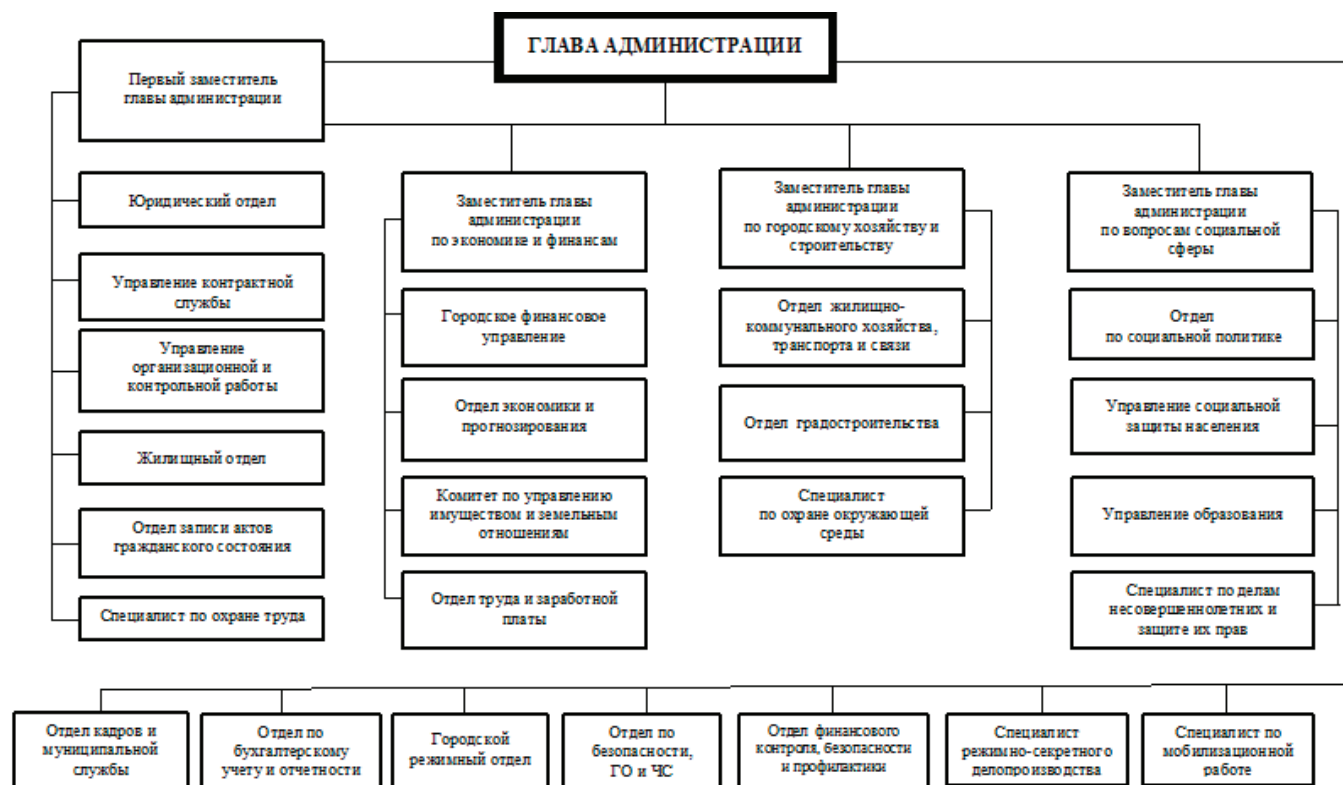 ГЛАВА АДМИНИСТРАЦИИ
Первый заместитель
главы администрации
Юридический отдел
Управление контрактной
службы
Управление
организационной и
контрольной работы
Жилищный отдел
Отдел записи актов
гражданского состояния
Специалист по охране труда
Заместитель главы
администрации
по экономике и финансам
Городское финансовое
управление
Отдел экономики и
прогнозирования
Комитет по управлению
имуществом и земельным
отношениям
Отдел труда и заработной
платы
Заместитель главы
администрации
по городскому хозяйству и
строительству
Отдел жилищно-
коммунального хозяйства,
транспорта и связи
Отдел градостроительства
Специалист
по охране окружающей
среды
Заместитель главы
администрации
по вопросам социальной
сферы
Отдел
по социальной политике
Управление социальной
защиты населения
Управление образования
Специалист по делам
несовершеннолетних и
защите их прав
Отдел кадров и
муниципальной
службы
Отдел по
бухгалтерскому
учету и отчетности
Городской
режимный отдел
Отдел по
безопасности,
ГО и ЧС
Отдел финансового
контроля, безопасности
и профилактики
Специалист
режимно-секретного
делопроизводства
Специалист по
мобилизационной
работе